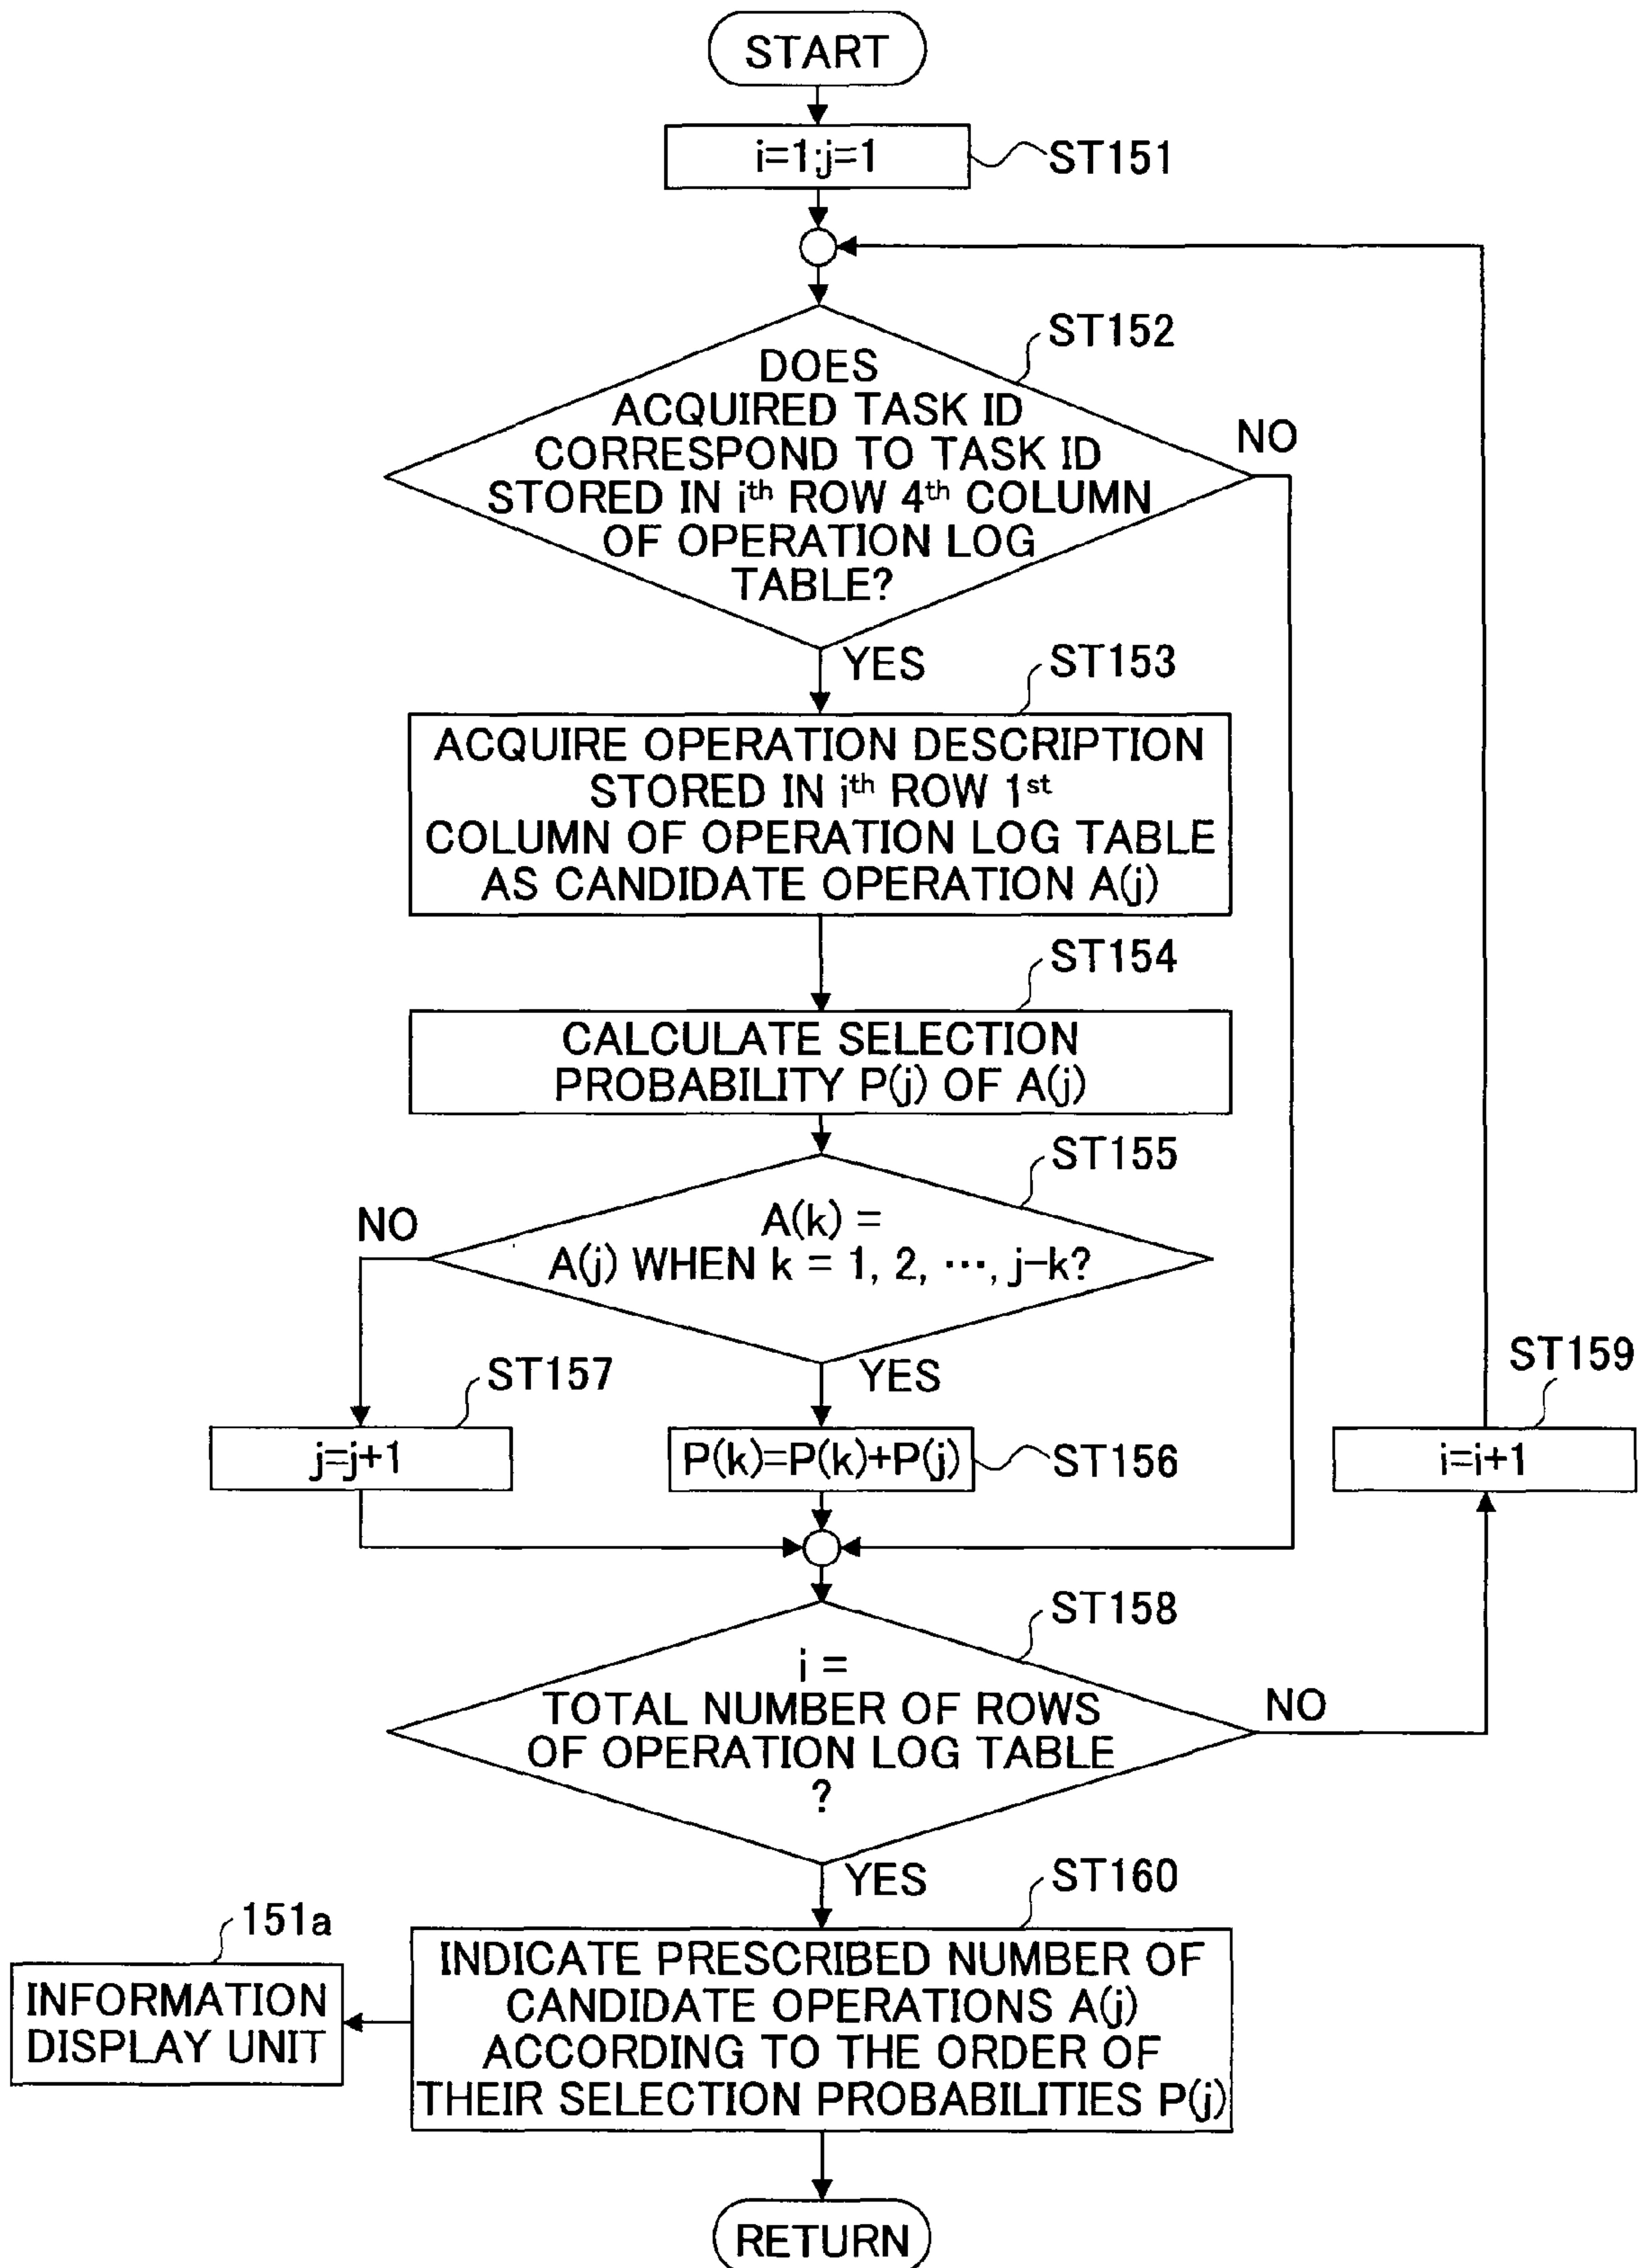 START
i=1;j=1
ST151
ST152
DOES
ACQUIRED TASK ID
CORRESPOND TO TASK ID
STORED IN iᵗʰ ROW 4ᵗʰ COLUMN
OF OPERATION LOG
TABLE?
NO
YES
ST153
ACQUIRE OPERATION DESCRIPTION
STORED IN iᵗʰ ROW 1ˢᵗ
COLUMN OF OPERATION LOG TABLE
AS CANDIDATE OPERATION A(j)
ST154
CALCULATE SELECTION
PROBABILITY P(j) OF A(j)
ST155
A(k) =
A(j) WHEN k = 1, 2, ⋯, j-k?
NO
YES
ST157
j=j+1
P(k)=P(k)+P(j)
ST156
ST159
i=i+1
ST158
i =
TOTAL NUMBER OF ROWS
OF OPERATION LOG TABLE
?
NO
YES
ST160
INDICATE PRESCRIBED NUMBER OF
CANDIDATE OPERATIONS A(j)
ACCORDING TO THE ORDER OF
THEIR SELECTION PROBABILITIES P(j)
151a
INFORMATION
DISPLAY UNIT
RETURN